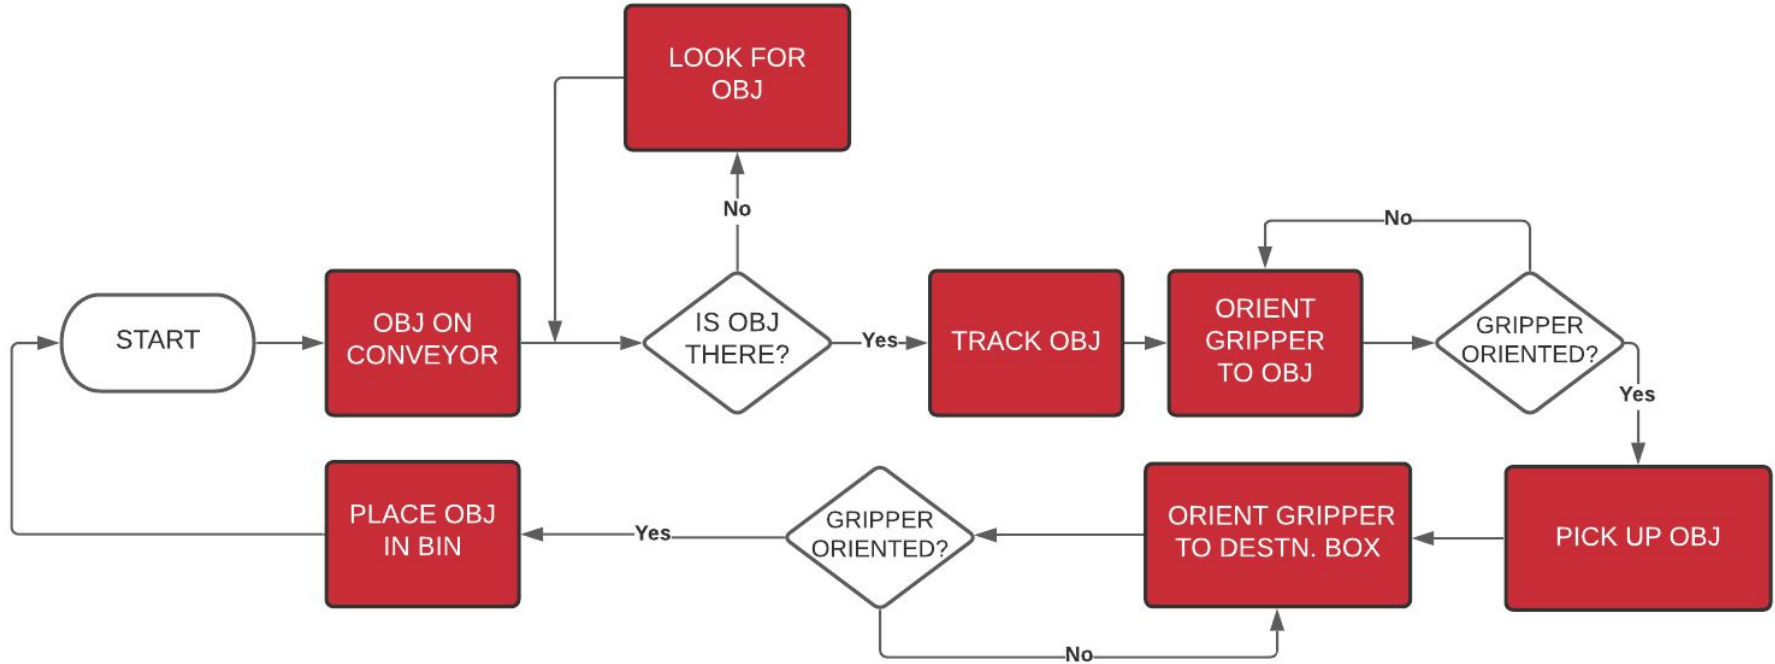 LOOK FOR
OBJ
No
No
START
OBJ ON
CONVEYOR
IS OBJ
THERE?
Yes
TRACK OBJ
ORIENT
GRIPPER
TO OBJ
GRIPPER
ORIENTED?
Yes
PLACE OBJ
IN BIN
Yes
GRIPPER
ORIENTED?
ORIENT GRIPPER
TO DESTN. BOX
PICK UP OBJ
No